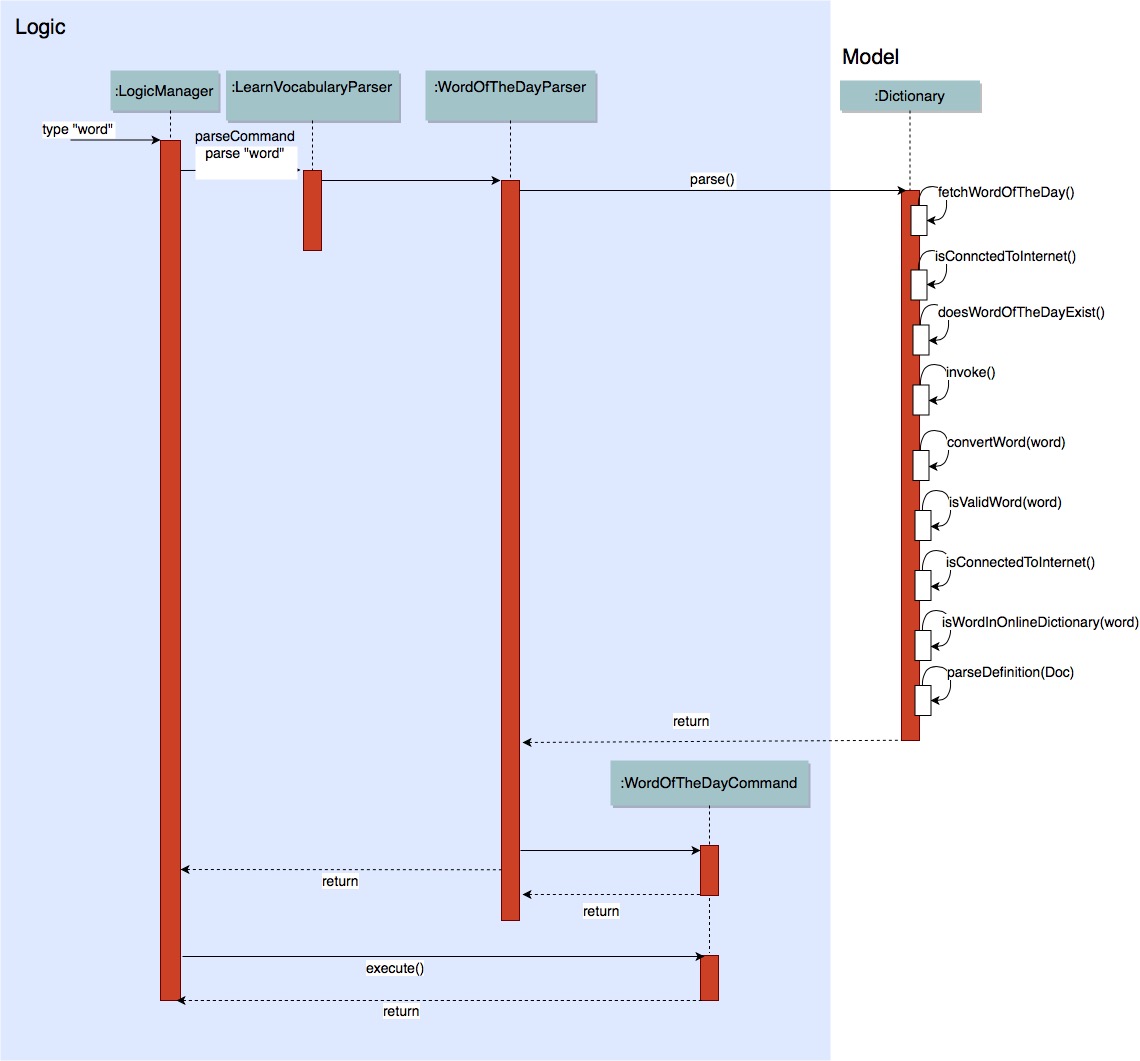 Logic
Model
:LogicManager
:LearnVocabularyParser
:WordOfTheDayParser
:Dictionary
type "word"
parseCommand
parse "word"
parse()
fetchWordOfTheDay()
isConnctedToInternet()
doesWordOfTheDayExist()
invoke()
convertWord(word)
isValidWord(word)
isConnectedToInternet()
isWordInOnlineDictionary(word)
parseDefinition(Doc)
return
:WordOfTheDayCommand
return
return
execute()
return